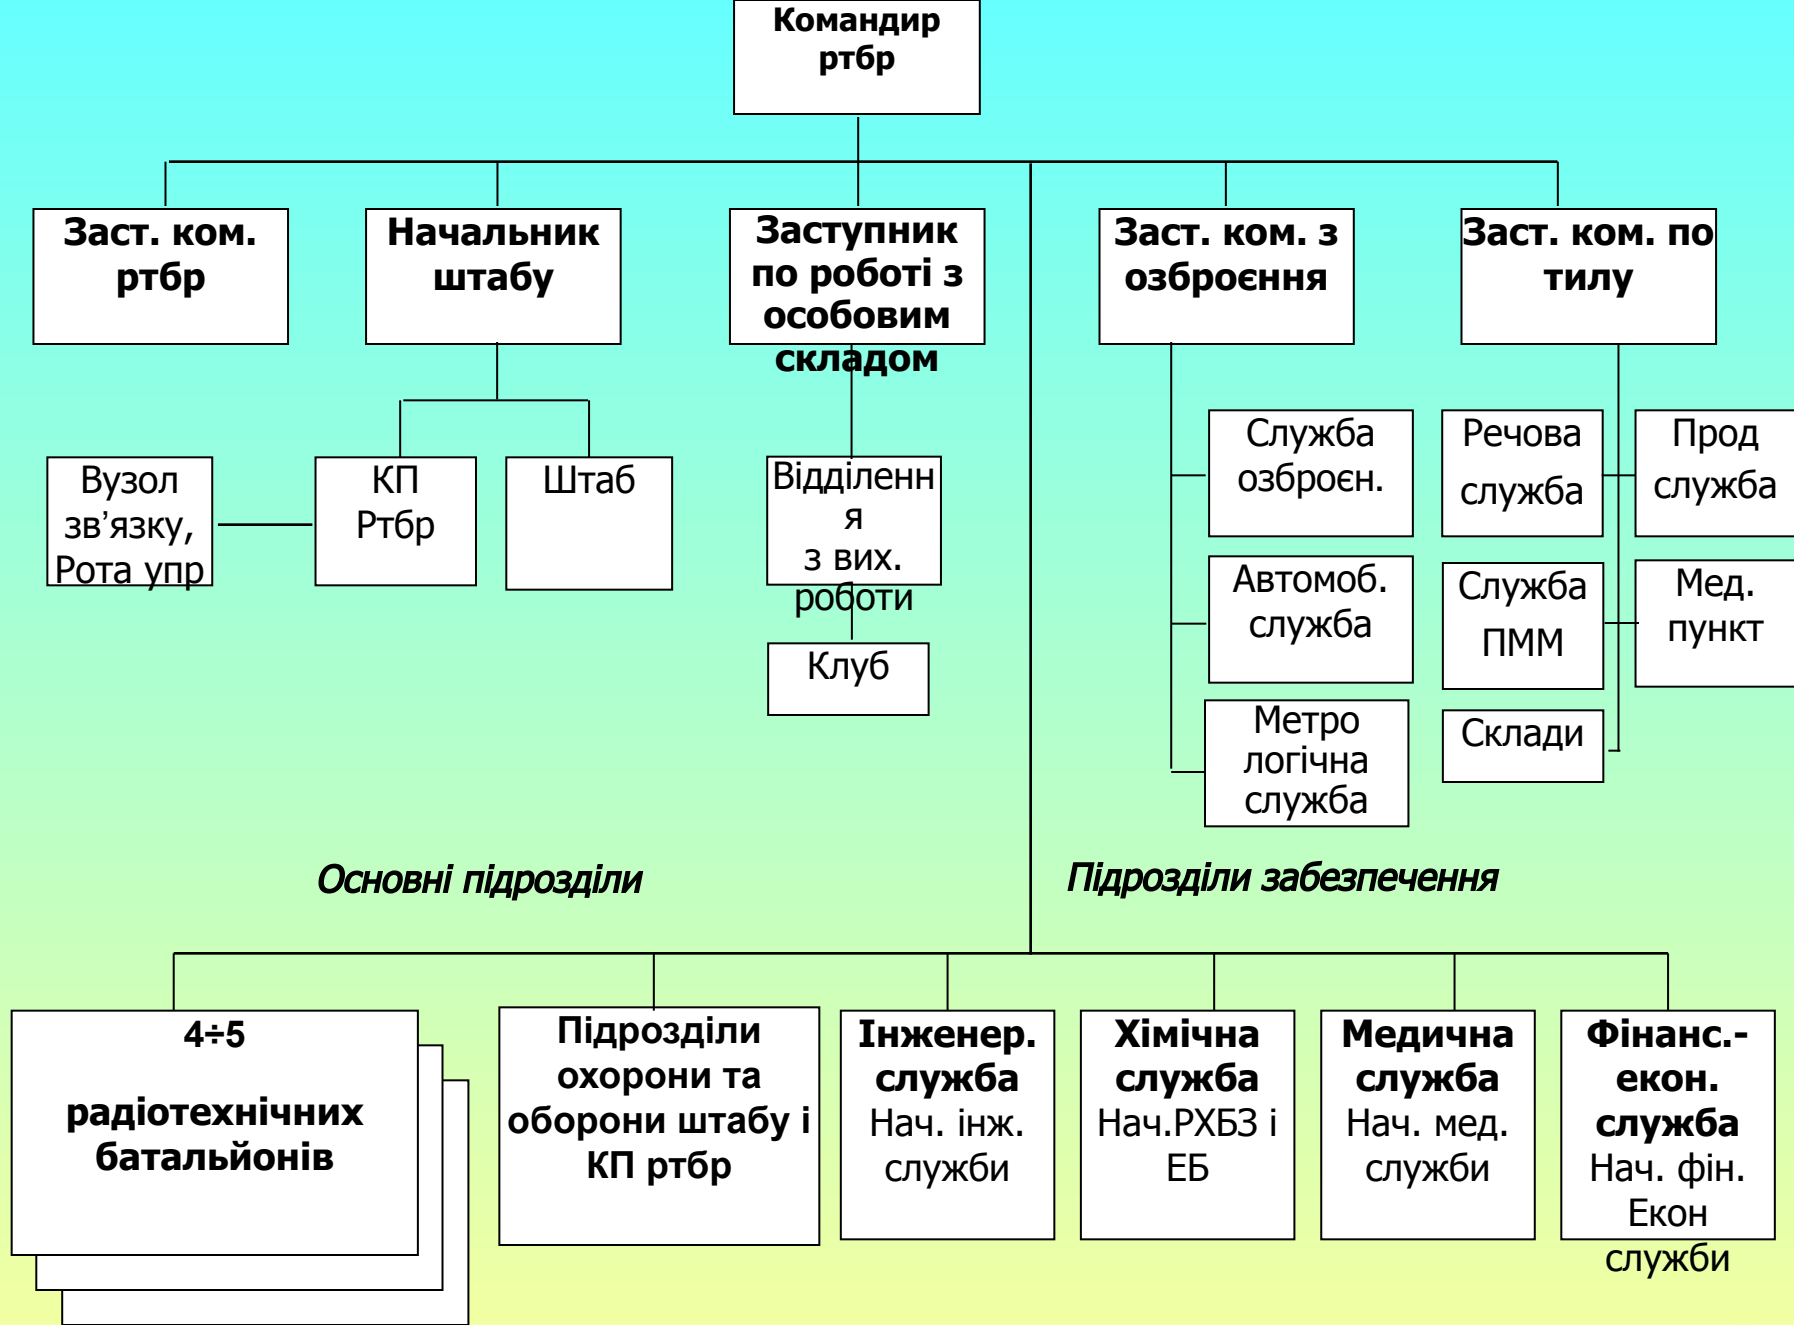 Командир
ртбр
Заст. ком.
ртбр
Начальник
штабу
Заступник
по роботі з
особовим
складом
Заст. ком. з
озброєння
Заст. ком. по
тилу
Вузол
зв’язку,
Рота упр
КП
Ртбр
Штаб
Відділенн
я
з вих.
роботи
Клуб
Служба
озброєн.
Автомоб.
служба
Метро
логічна
служба
Речова
служба
Прод
служба
Служба
ПММ
Мед.
пункт
Склади
Основні підрозділи
Підрозділи забезпечення
4÷5
радіотехнічних
батальйонів
Підрозділи
охорони та
оборони штабу і
КП ртбр
Інженер.
служба
Нач. інж.
служби
Хімічна
служба
Нач.РХБЗ і
ЕБ
Медична
служба
Нач. мед.
служби
Фінанс.-
екон.
служба
Нач. фін.
Екон
служби